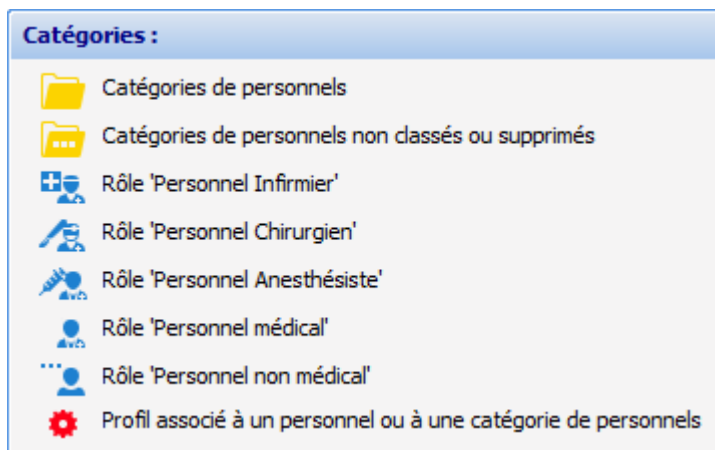 Catégories :
Catégories de personnels
Catégories de personnels non classés ou supprimés
Rôle 'Personnel Infirmier'
Rôle 'Personnel Chirurgien'
Rôle 'Personnel Anesthésiste'
Rôle 'Personnel médical'
Rôle 'Personnel non médical'
Profil associé à un personnel ou à une catégorie de personnels